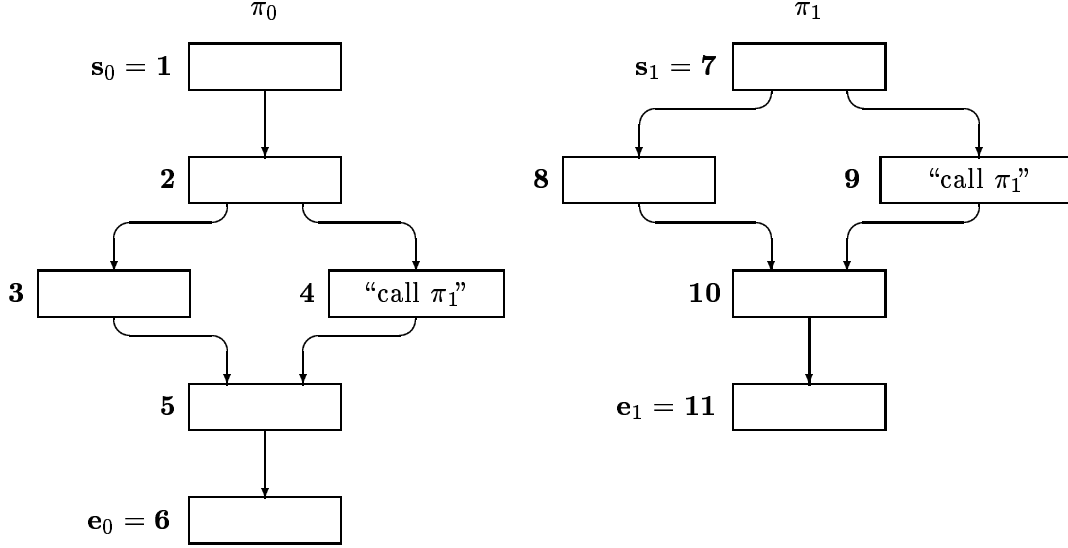 π₀
π₁
s₀ = 1
s₁ = 7
2
8
9 “call π₁”
3
4 “call π₁”
10
5
e₁ = 11
e₀ = 6